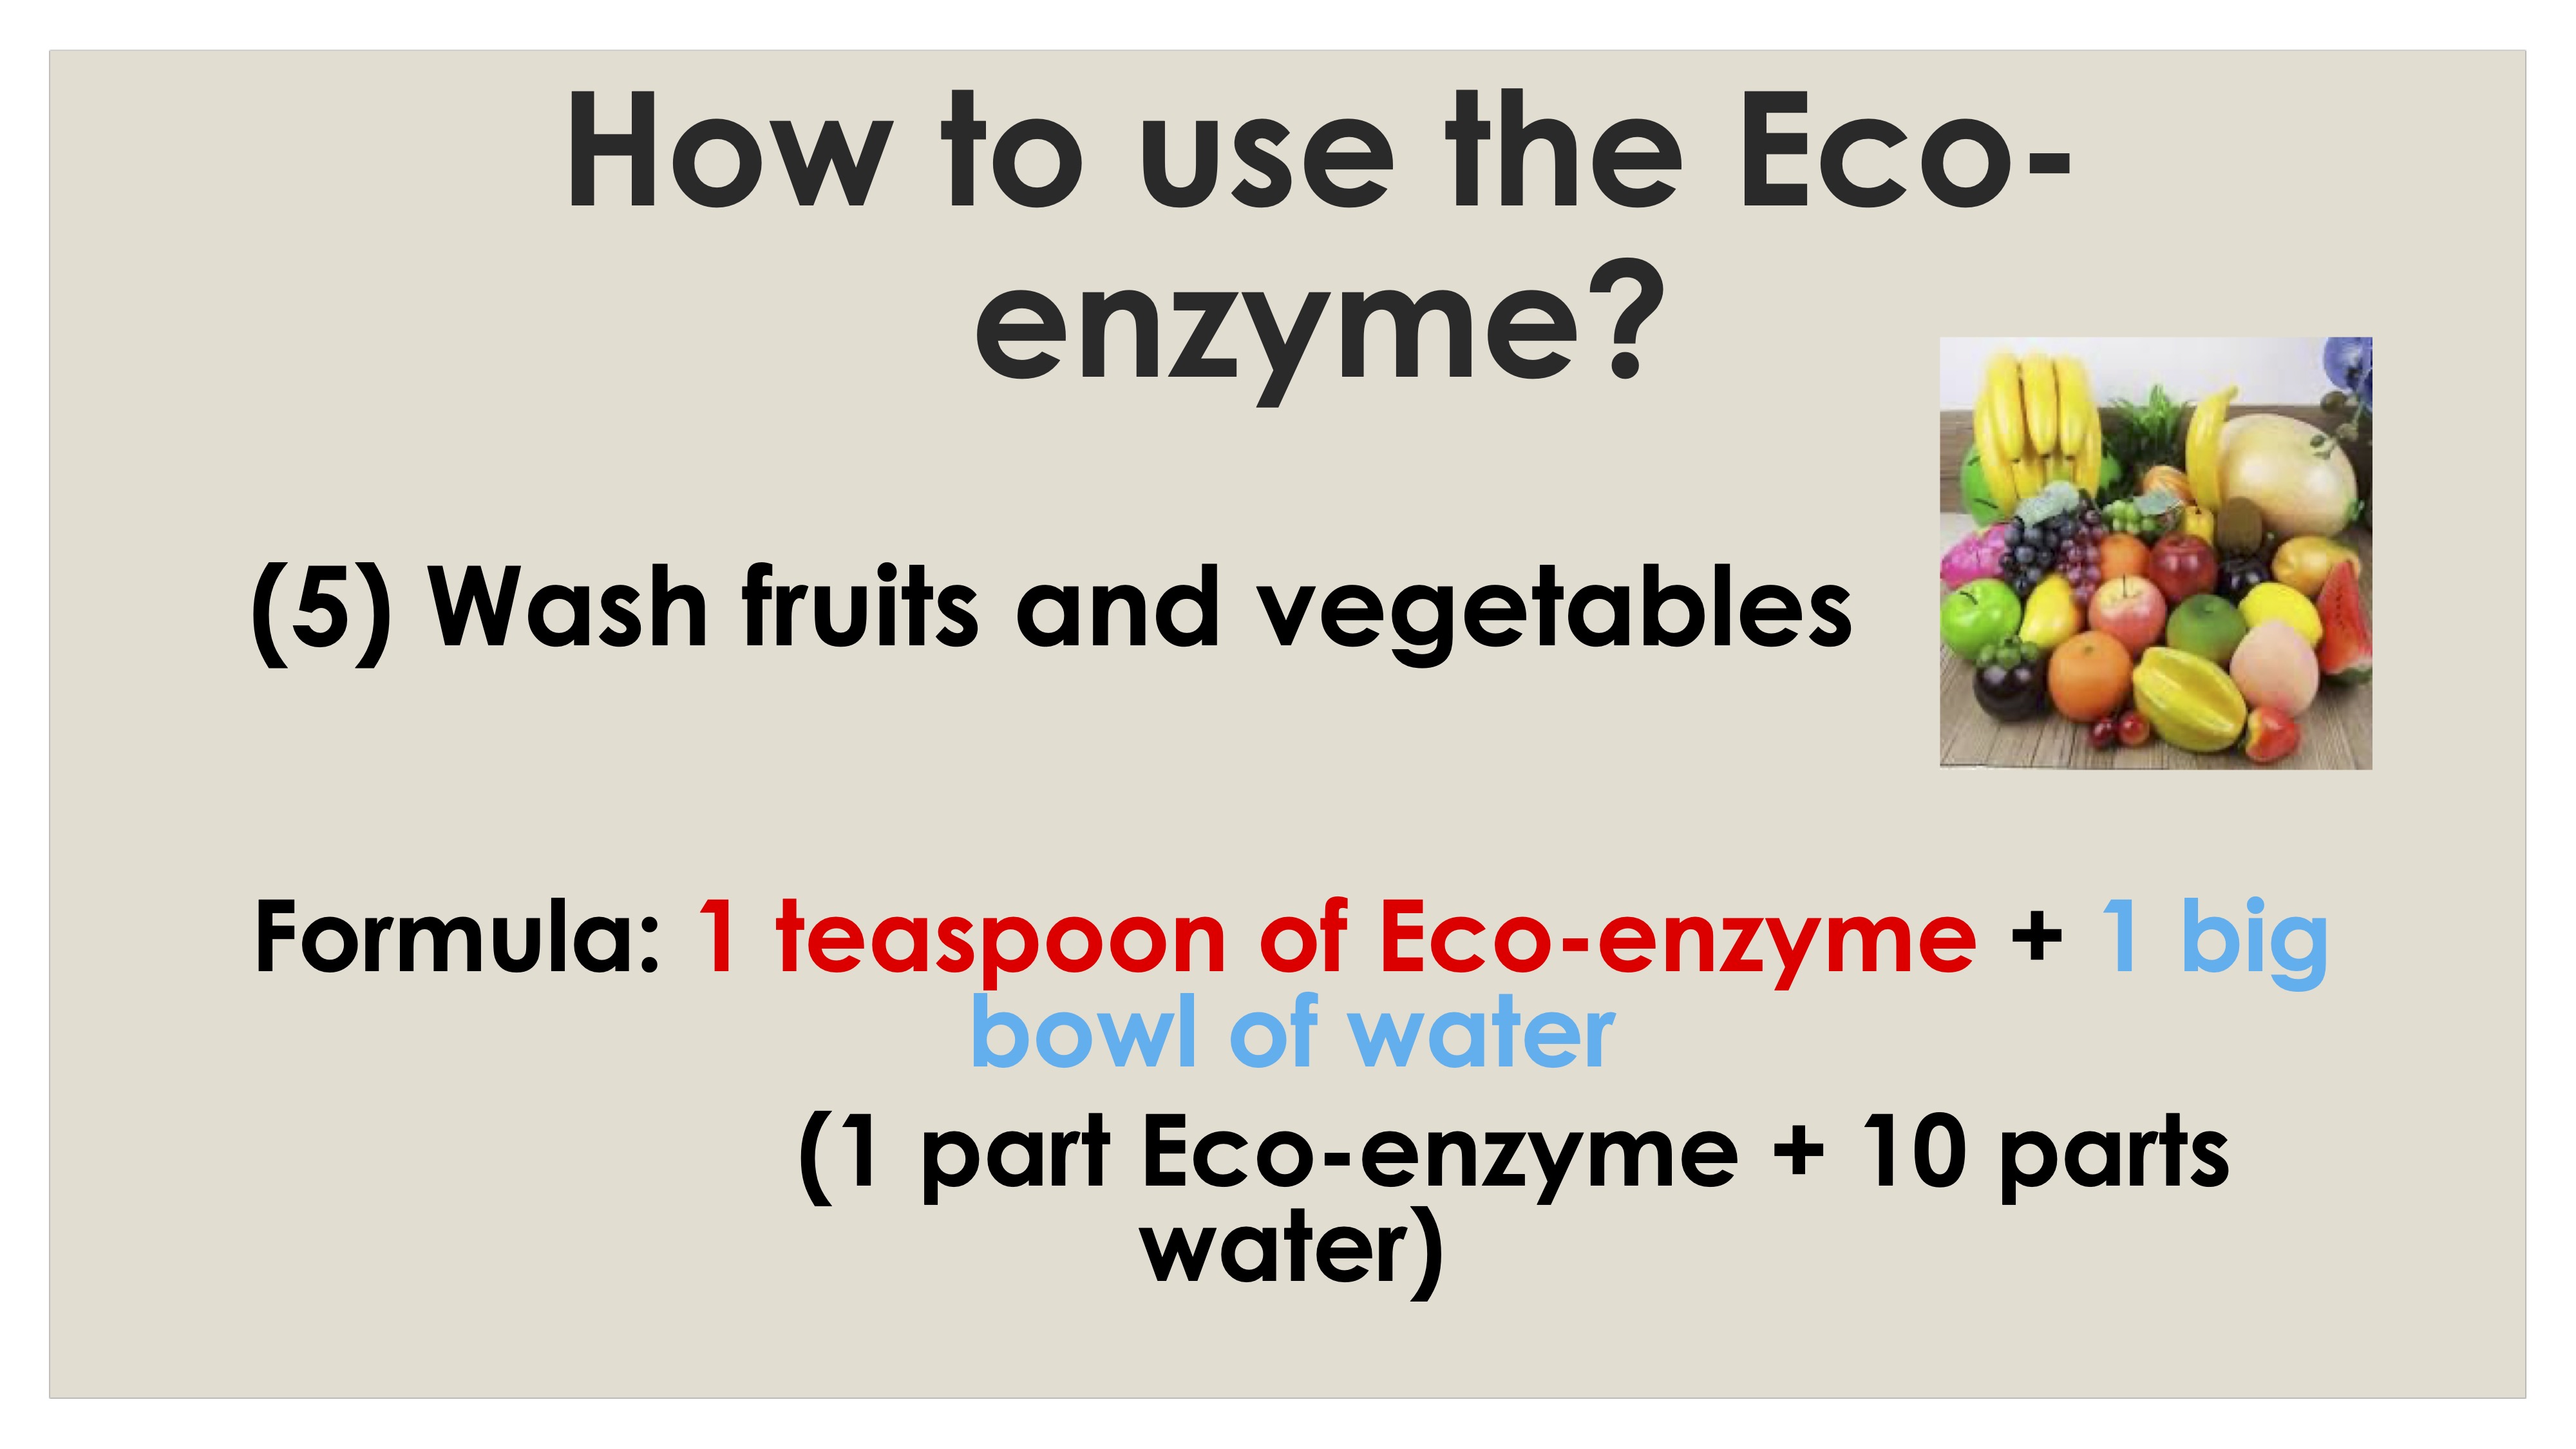 How to use the Eco-
enzyme?
(5) Wash fruits and vegetables
Formula: 1 teaspoon of Eco-enzyme + 1 big
bowl of water
(1 part Eco-enzyme + 10 parts
water)